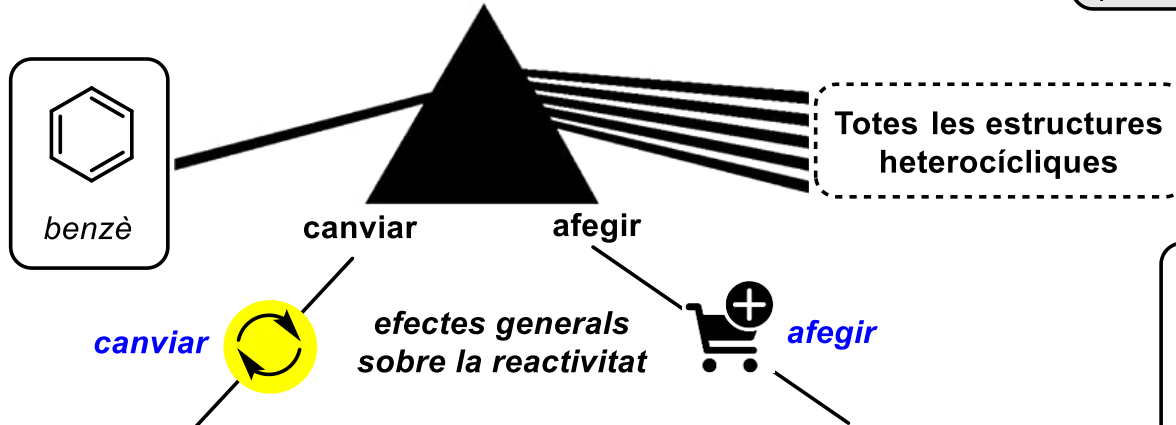 Totes les estructures
heterocícliques
benzè
canviar
afegir
canviar
efectes generals
sobre la reactivitat
afegir